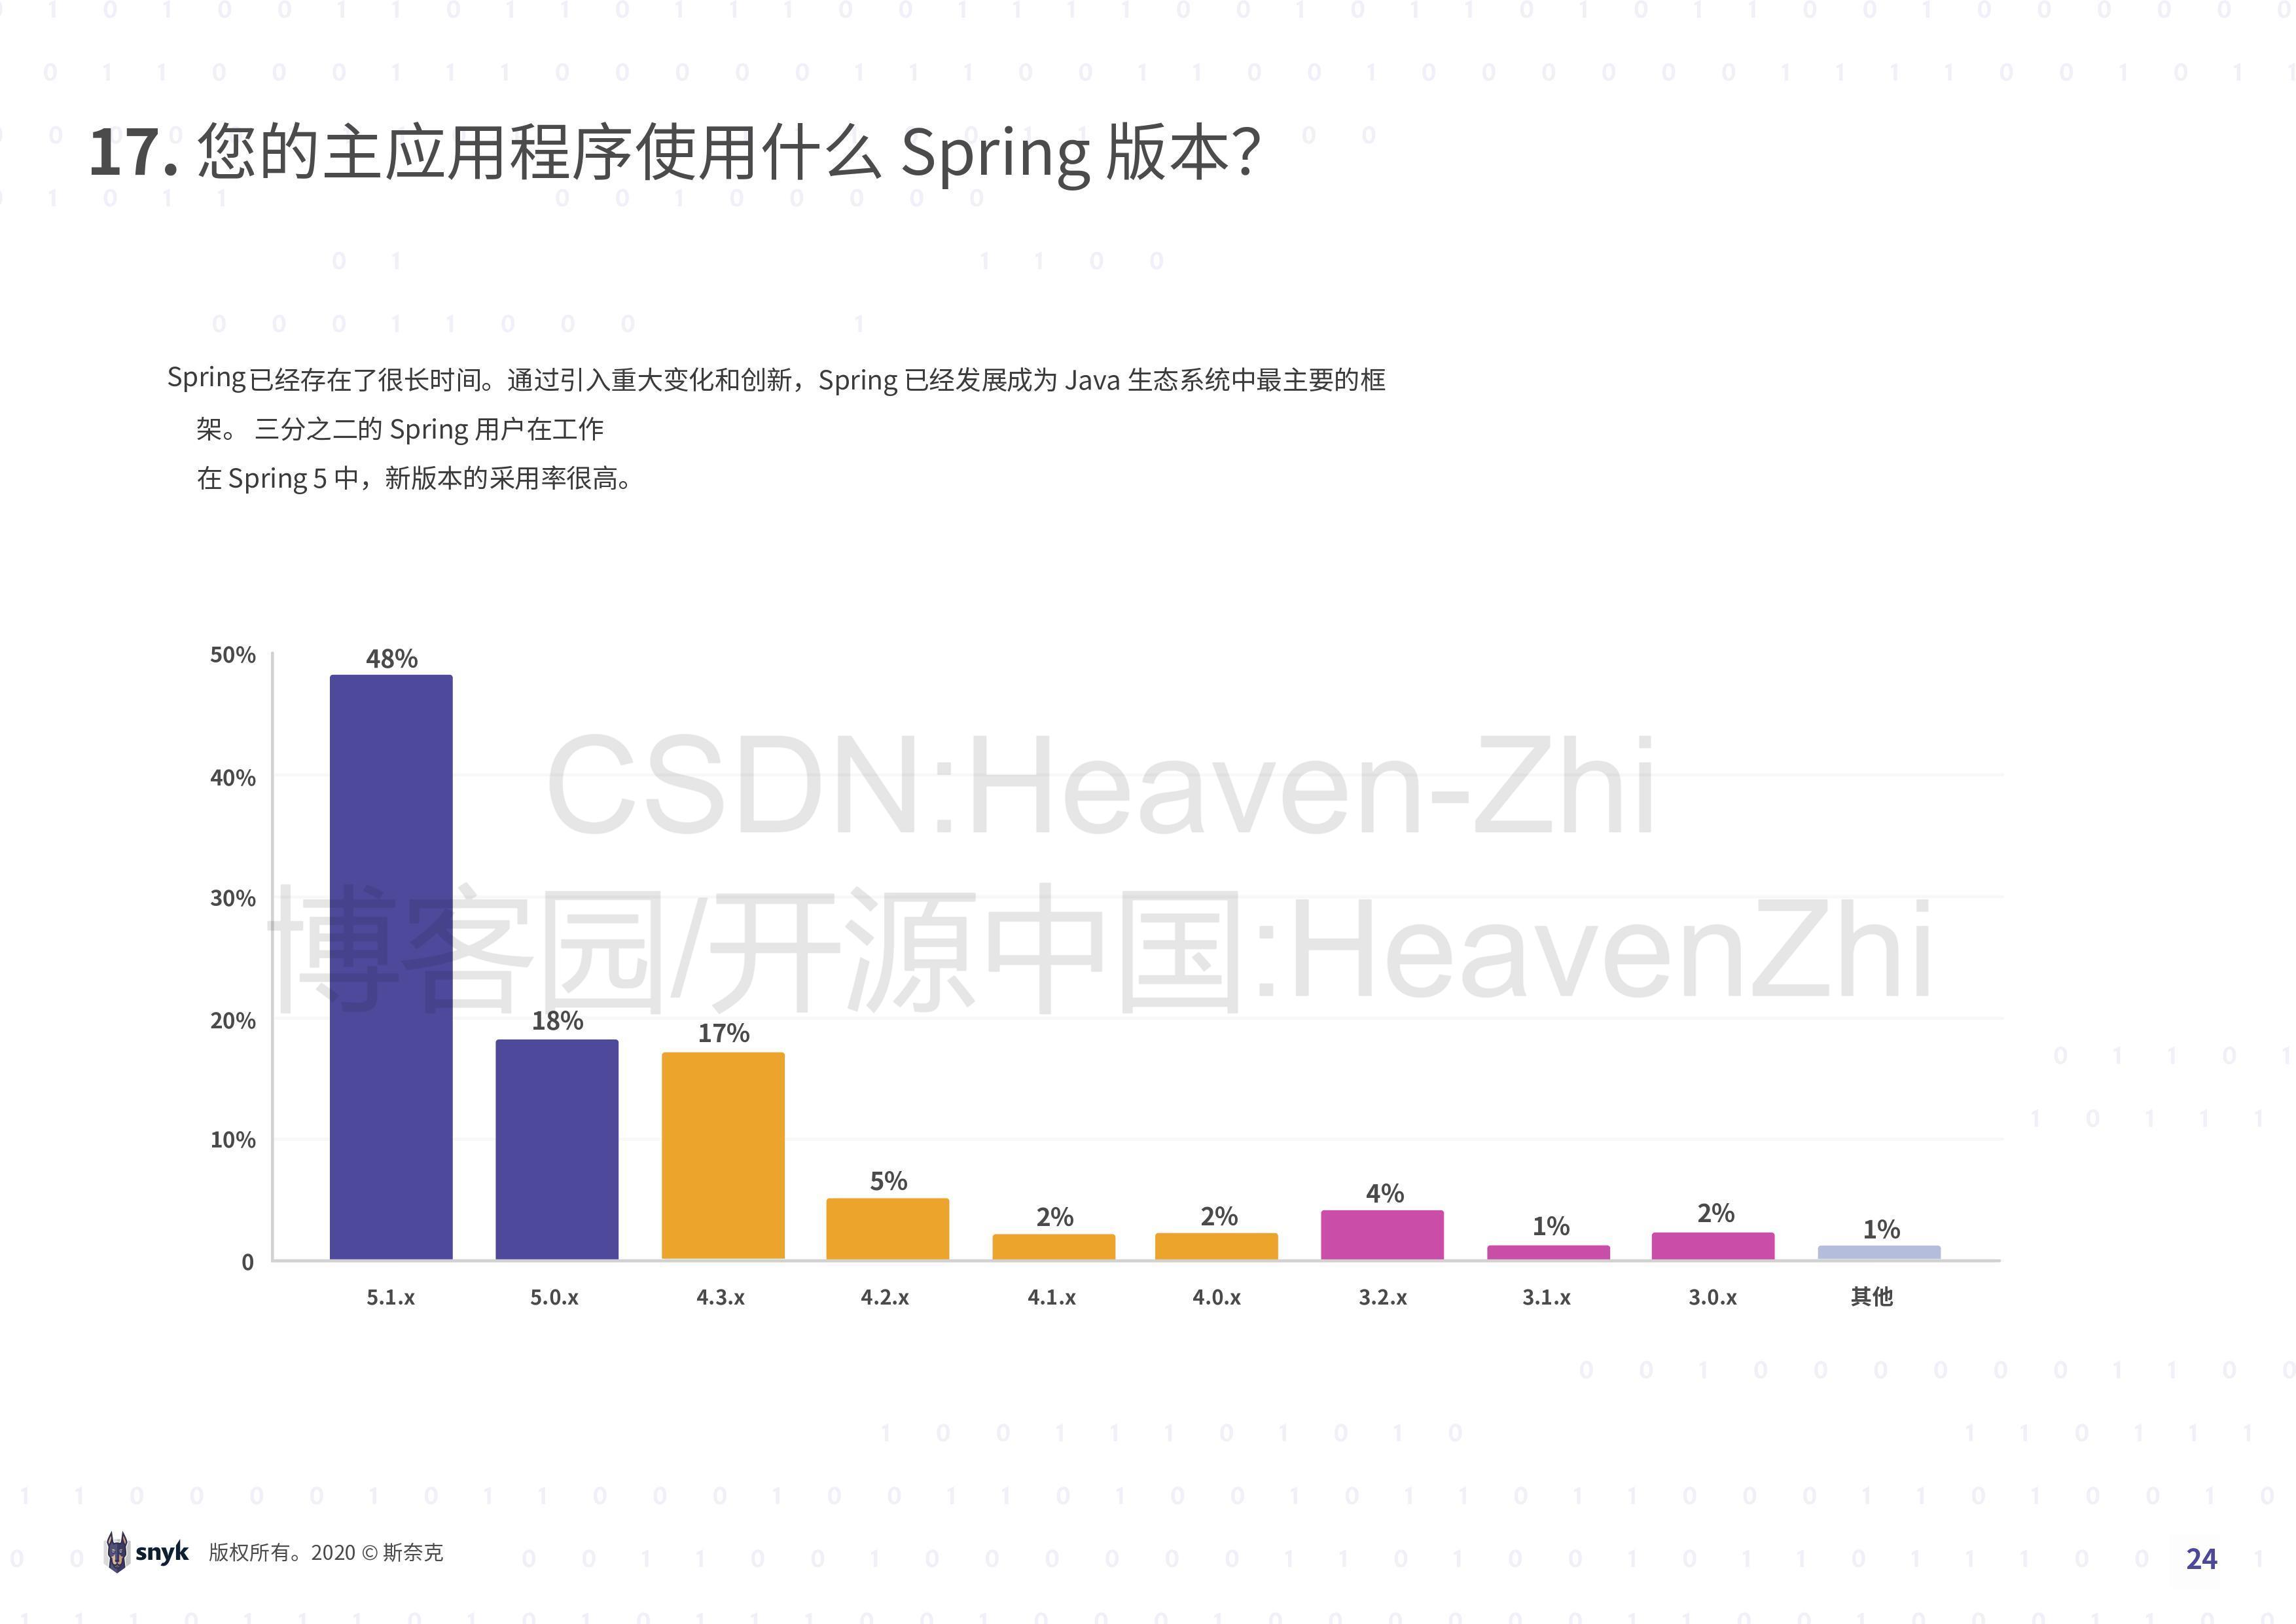 17. 您的主应用程序使用什么 Spring 版本？
Spring已经存在了很长时间。通过引入重大变化和创新，Spring 已经发展成为 Java 生态系统中最主要的框
架。 三分之二的 Spring 用户在工作
在 Spring 5 中，新版本的采用率很高。
50%
40%
30%
20%
10%
0
48%
18%
17%
5%
2%
2%
4%
1%
2%
1%
5.1.x
5.0.x
4.3.x
4.2.x
4.1.x
4.0.x
3.2.x
3.1.x
3.0.x
其他
CSDN:Heaven-Zhi
博客园/开源中国:HeavenZhi
snyk 版权所有。2020 © 斯奈克
24